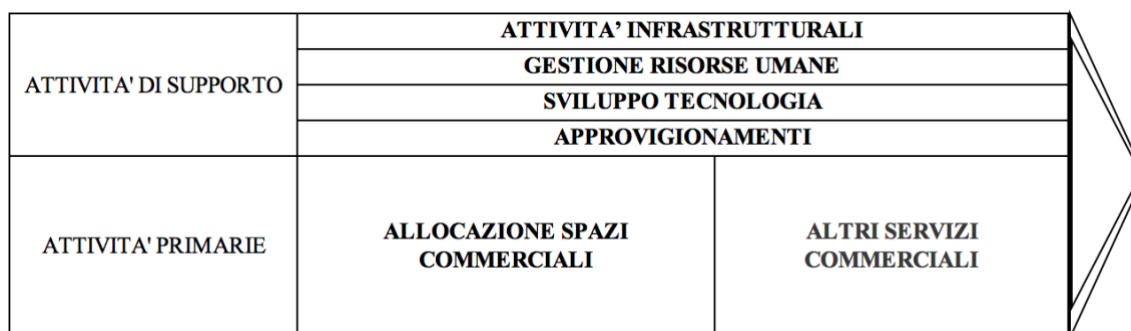 ATTIVITA' DI SUPPORTO
ATTIVITA’ INFRASTRUTTURALI
GESTIONE RISORSE UMANE
SVILUPPO TECNOLOGIA
APPROVIGIONAMENTI
ATTIVITA' PRIMARIE
ALLOCAZIONE SPAZI
COMMERCIALI
ALTRI SERVIZI
COMMERCIALI